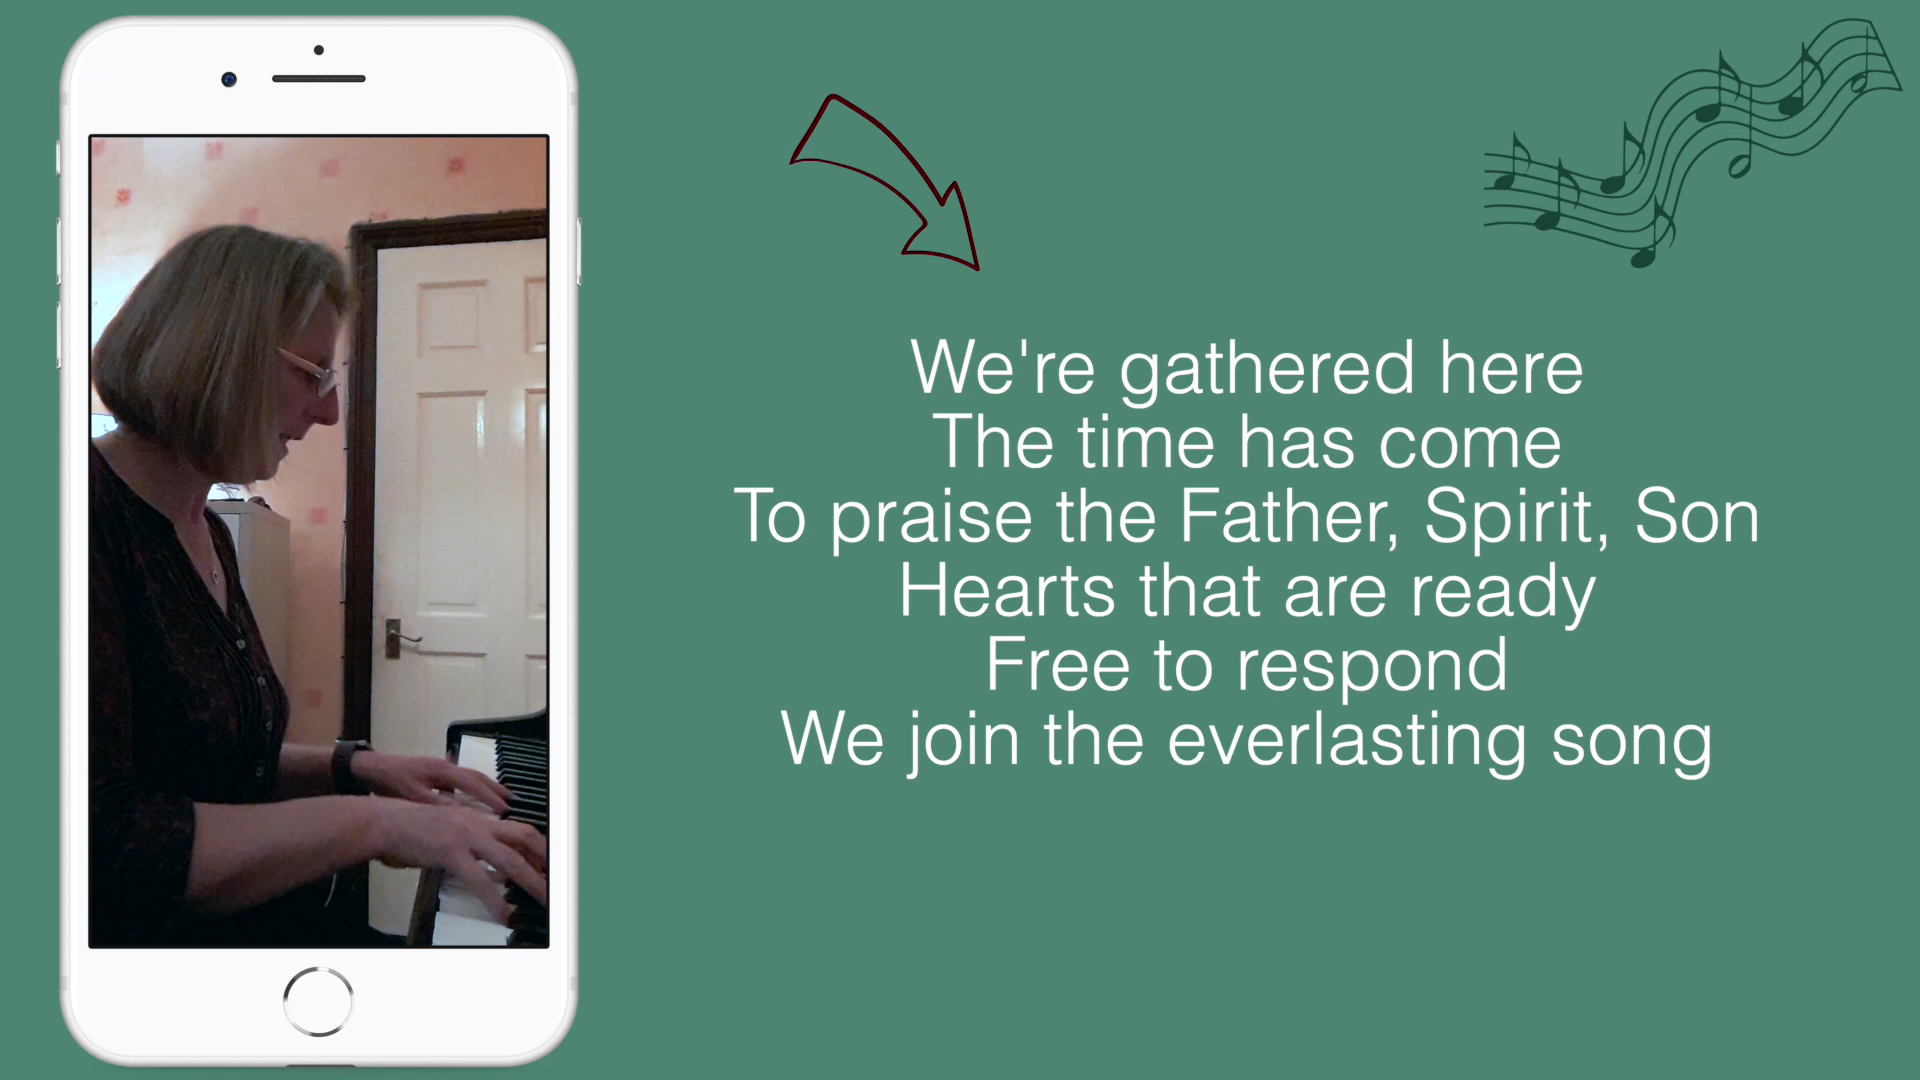 We're gathered here
The time has come
To praise the Father, Spirit, Son
Hearts that are ready
Free to respond
We join the everlasting song